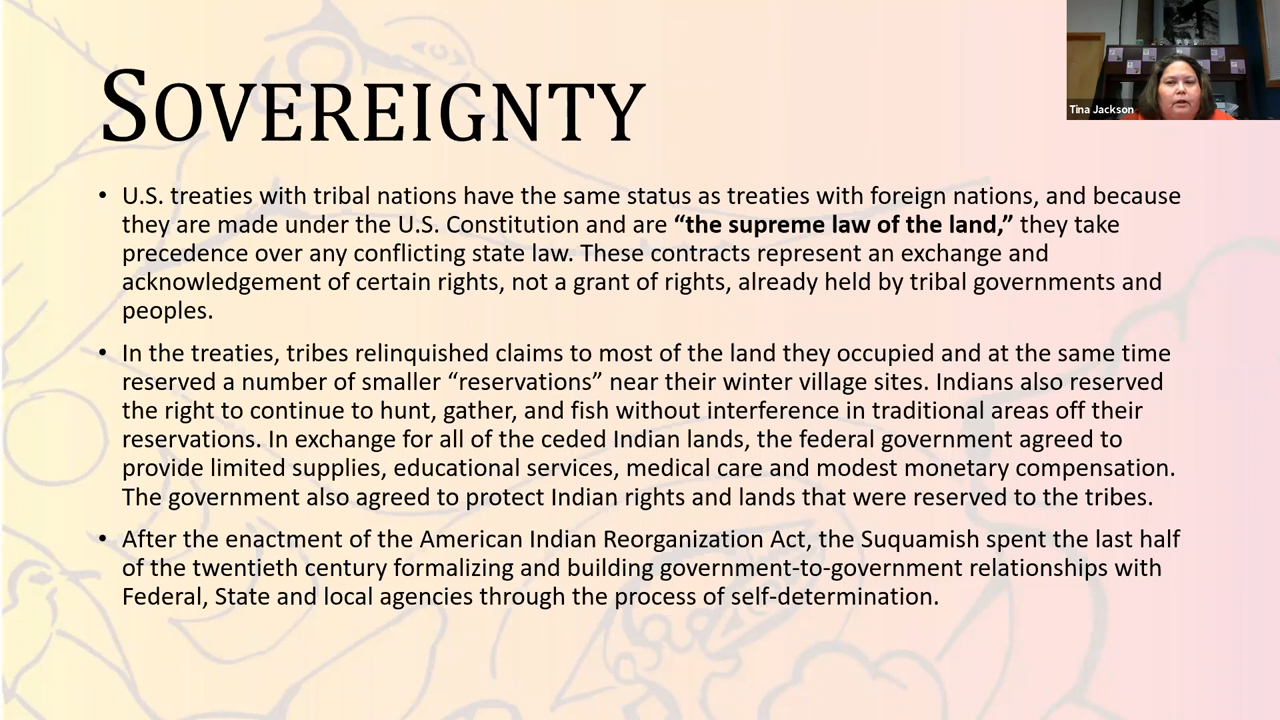 SOVEREIGNTY
• U.S. treaties with tribal nations have the same status as treaties with foreign nations, and because
they are made under the U.S. Constitution and are “the supreme law of the land,” they take
precedence over any conflicting state law. These contracts represent an exchange and
acknowledgement of certain rights, not a grant of rights, already held by tribal governments and
peoples.
• In the treaties, tribes relinquished claims to most of the land they occupied and at the same time
reserved a number of smaller “reservations” near their winter village sites. Indians also reserved
the right to continue to hunt, gather, and fish without interference in traditional areas off their
reservations. In exchange for all of the ceded Indian lands, the federal government agreed to
provide limited supplies, educational services, medical care and modest monetary compensation.
The government also agreed to protect Indian rights and lands that were reserved to the tribes.
• After the enactment of the American Indian Reorganization Act, the Suquamish spent the last half
of the twentieth century formalizing and building government-to-government relationships with
Federal, State and local agencies through the process of self-determination.
Tina Jackson